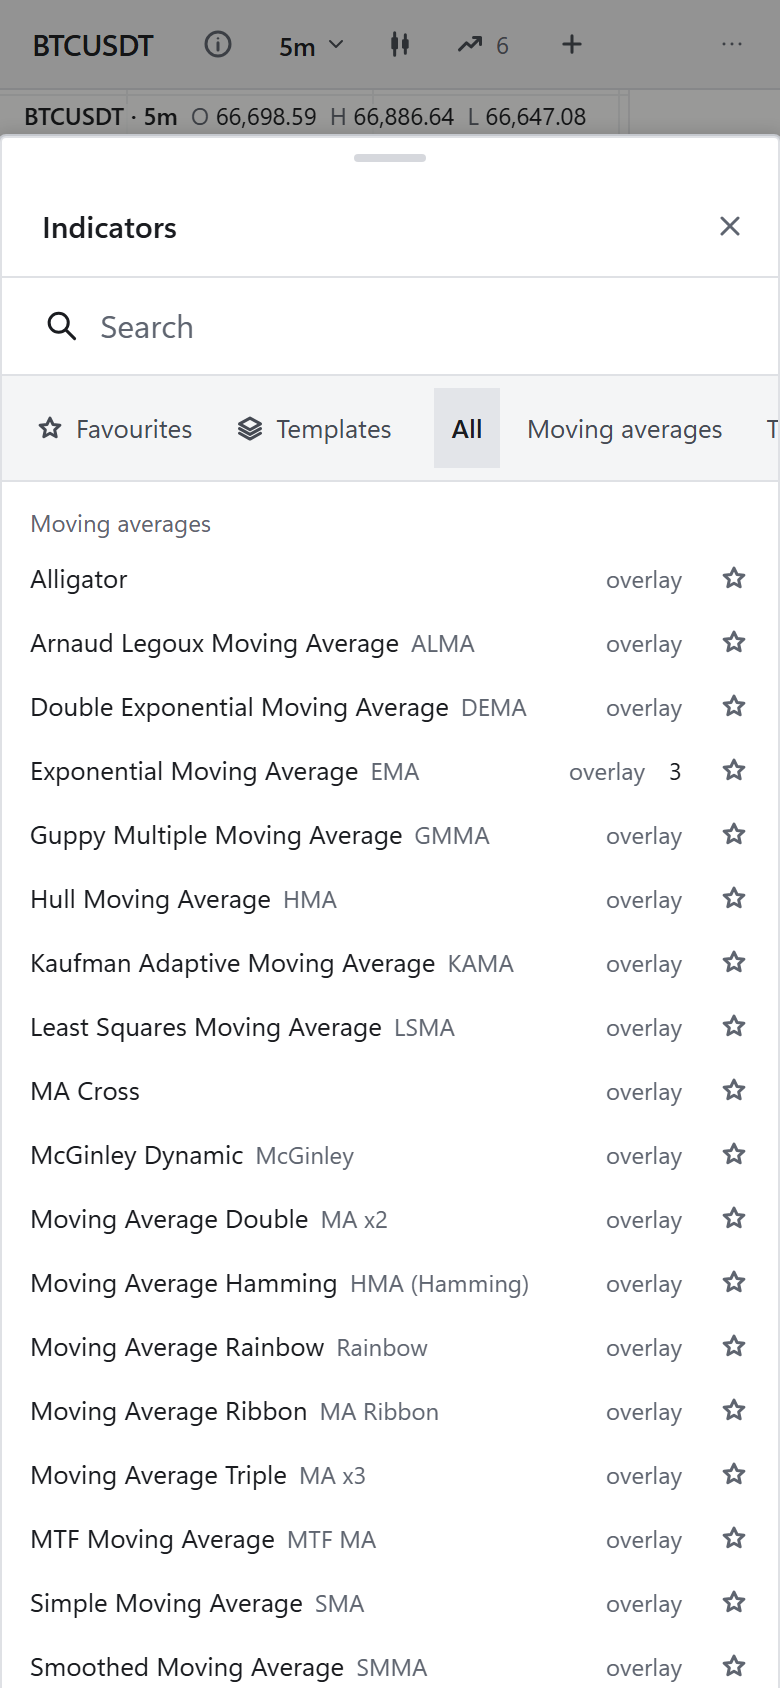 BTCUSDT 5m 6
BTCUSDT · 5m O 66,698.59 H 66,886.64 L 66,647.08
Indicators
Search
Favourites Templates All Moving averages T
Moving averages
Alligator overlay
Arnaud Legoux Moving Average ALMA overlay
Double Exponential Moving Average DEMA overlay
Exponential Moving Average EMA overlay 3
Guppy Multiple Moving Average GMMA overlay
Hull Moving Average HMA overlay
Kaufman Adaptive Moving Average KAMA overlay
Least Squares Moving Average LSMA overlay
MA Cross overlay
McGinley Dynamic McGinley overlay
Moving Average Double MA x2 overlay
Moving Average Hamming HMA (Hamming) overlay
Moving Average Rainbow Rainbow overlay
Moving Average Ribbon MA Ribbon overlay
Moving Average Triple MA x3 overlay
MTF Moving Average MTF MA overlay
Simple Moving Average SMA overlay
Smoothed Moving Average SMMA overlay